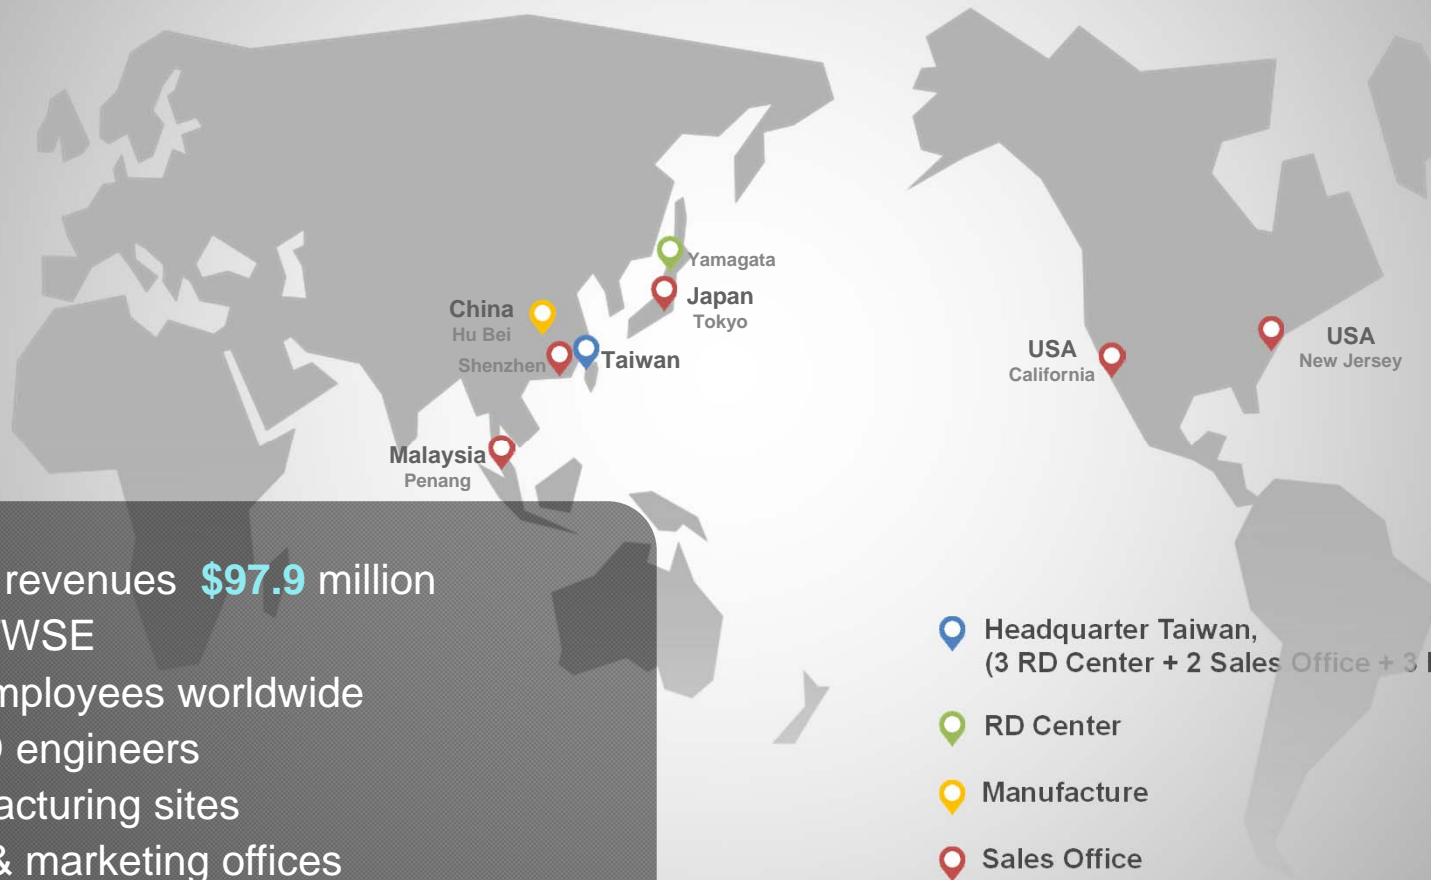 Yamagata
China
Hu Bei
Japan
Tokyo
Shenzhen
Taiwan
USA
California
USA
New Jersey
Malaysia
Penang
revenues $97.9 million
WSE
mployees worldwide
engineers
acturing sites
& marketing offices
Headquarter Taiwan,
(3 RD Center + 2 Sales Office + 3
RD Center
Manufacture
Sales Office